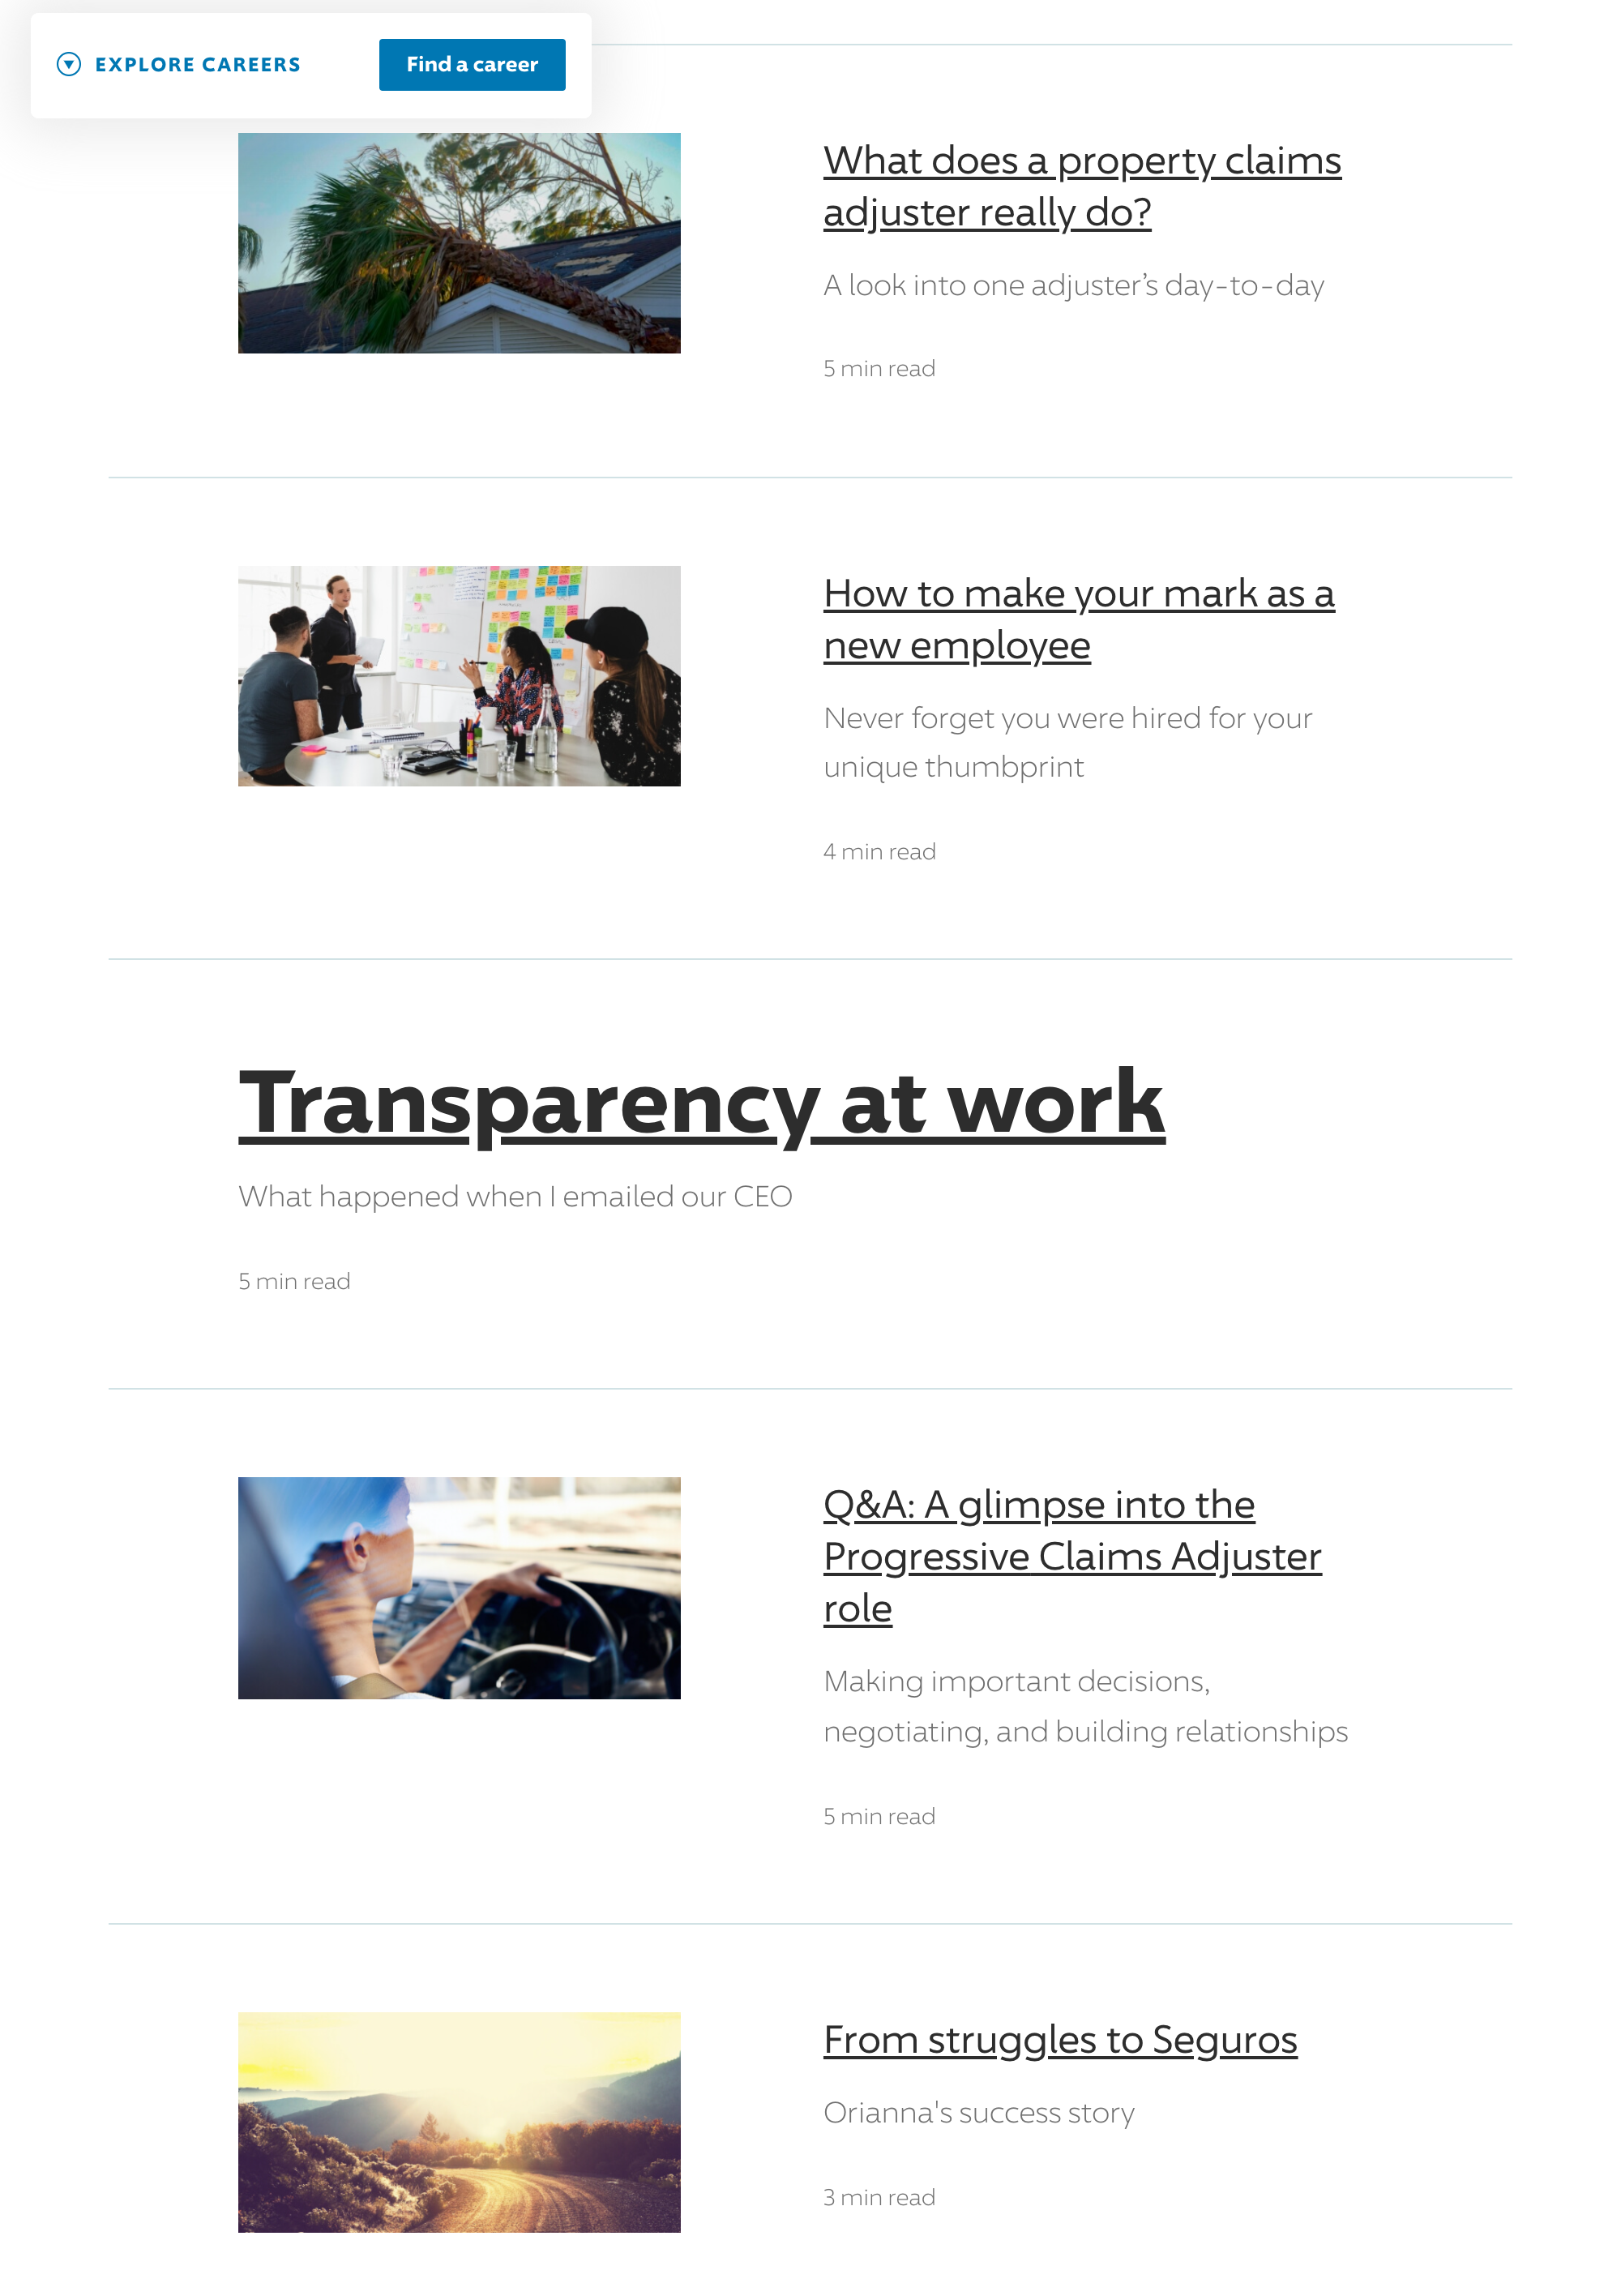 EXPLORE CAREERS
Find a career
What does a property claims
adjuster really do?
A look into one adjuster’s day-to-day
5 min read
How to make your mark as a
new employee
Never forget you were hired for your
unique thumbprint
4 min read
Transparency at work
What happened when I emailed our CEO
5 min read
Q&A: A glimpse into the
Progressive Claims Adjuster
role
Making important decisions,
negotiating, and building relationships
5 min read
From struggles to Seguros
Orianna's success story
3 min read